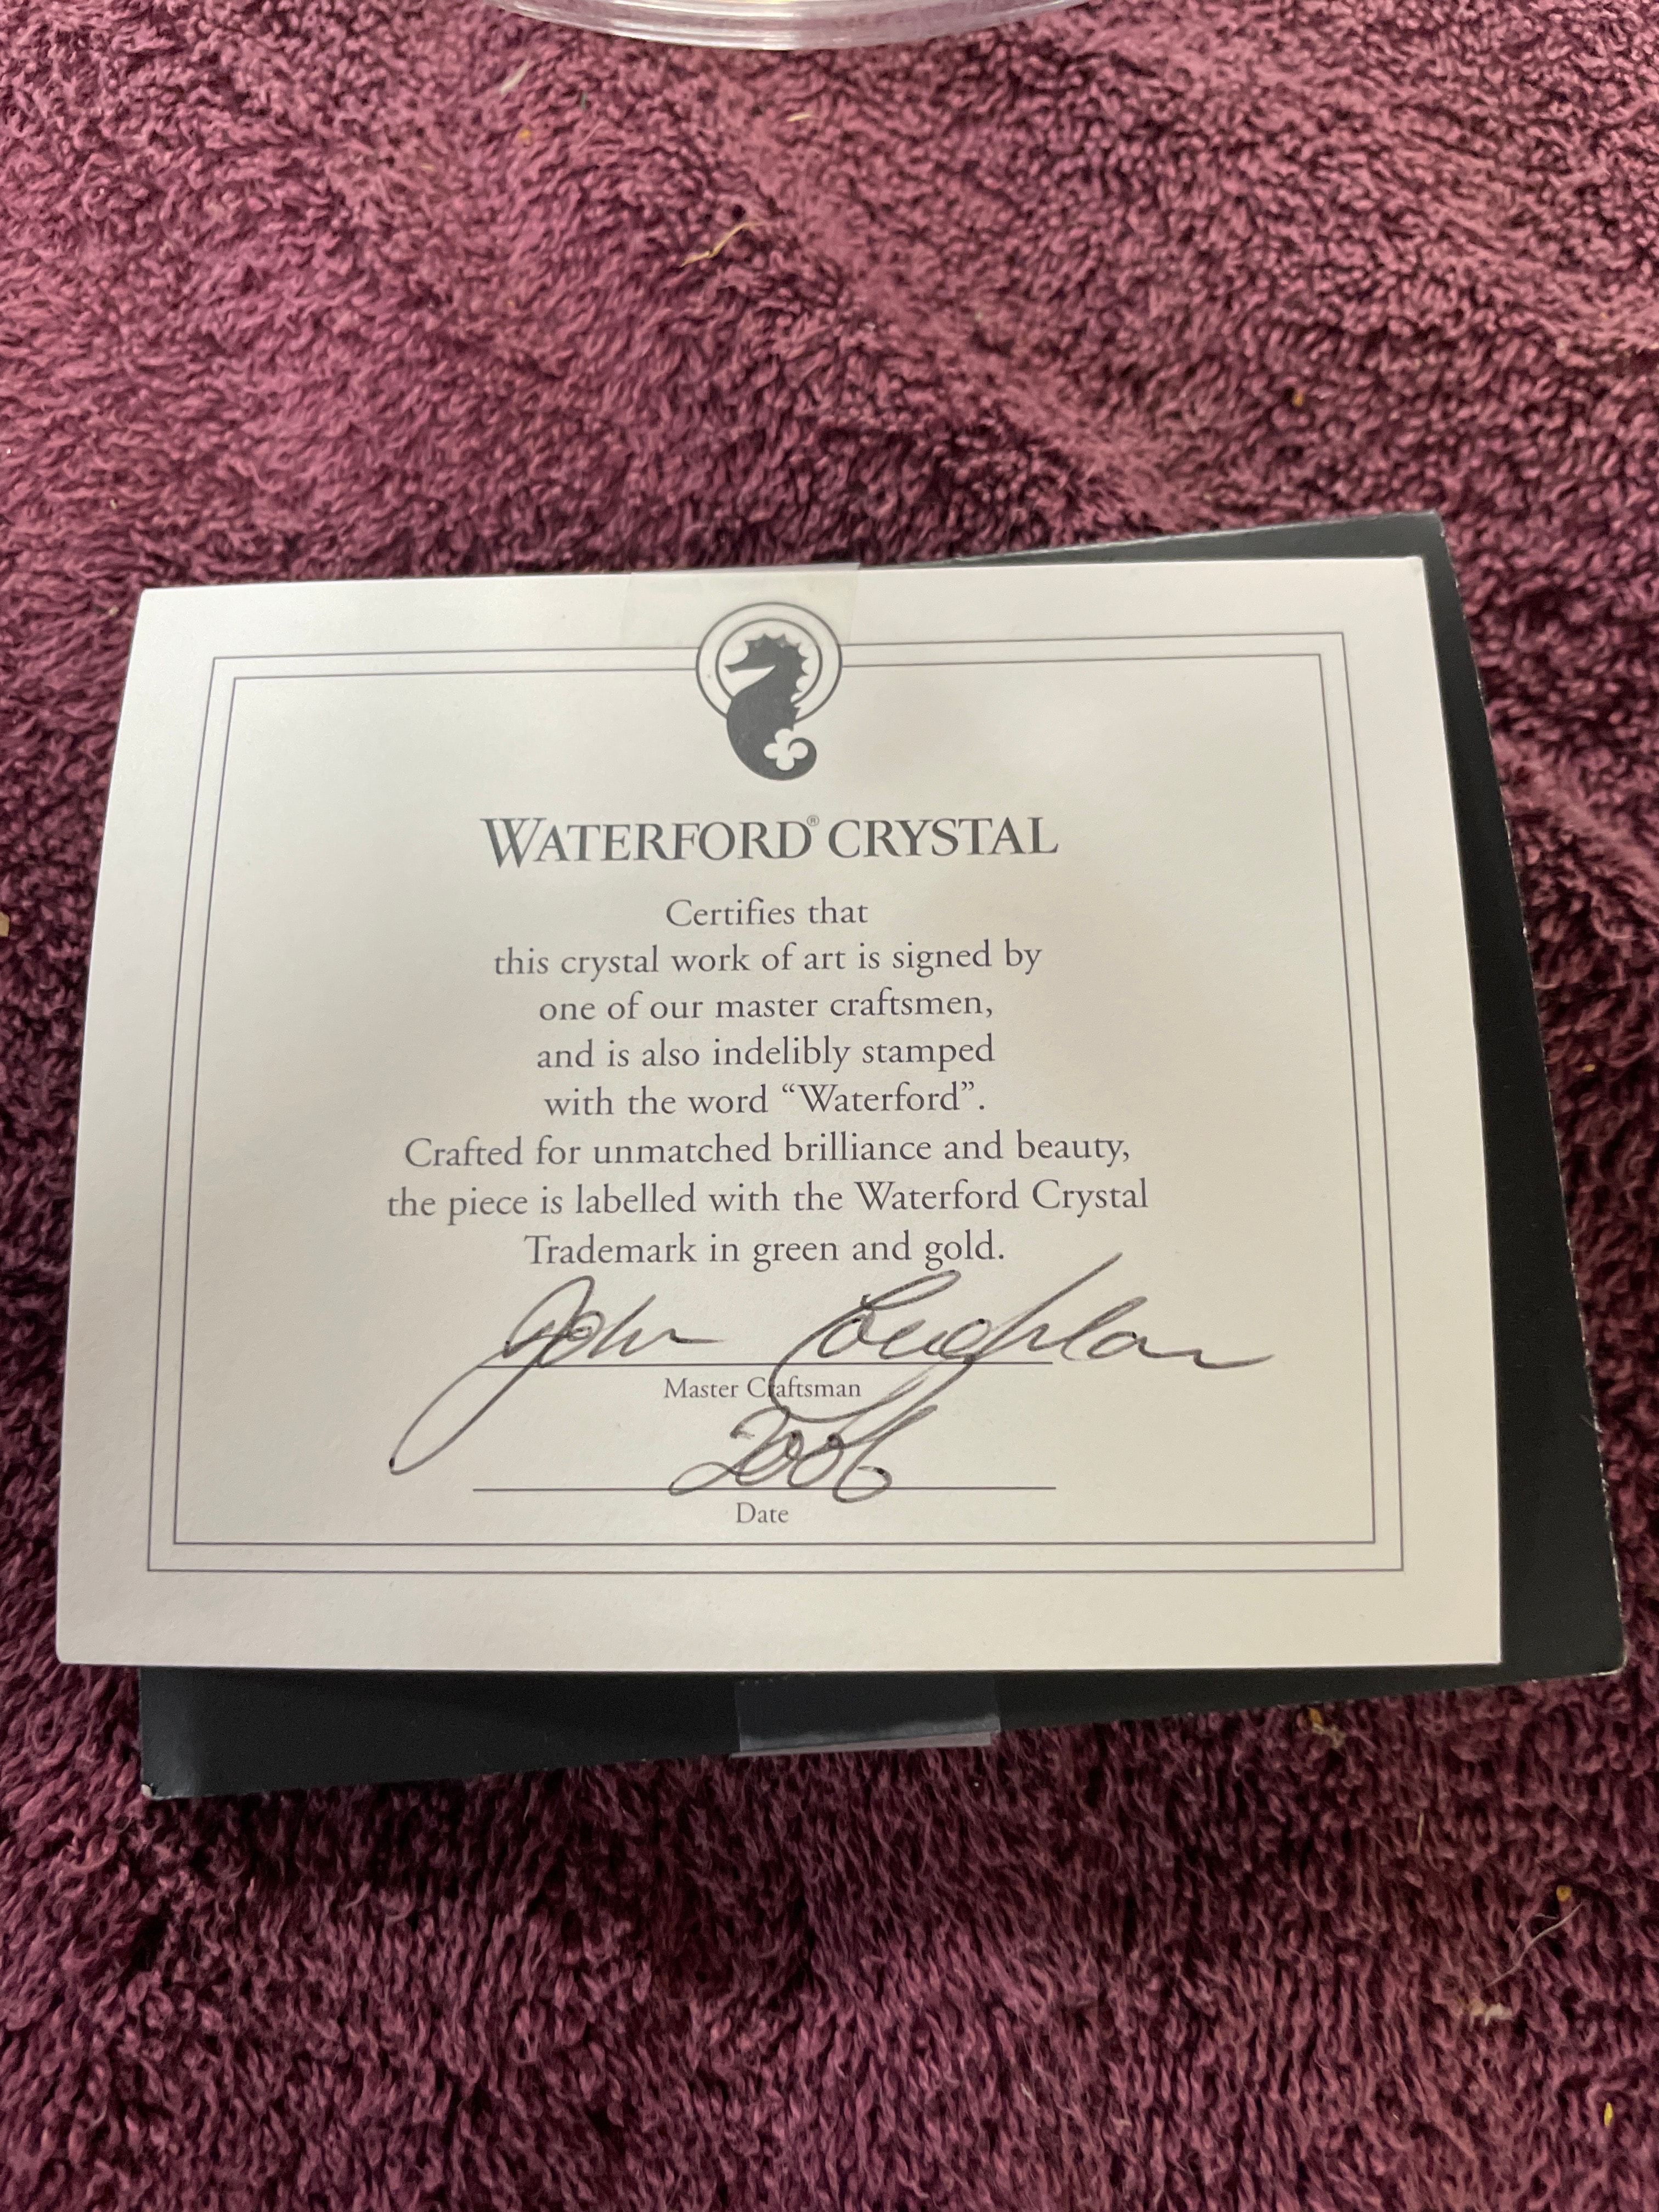 WATERFORD® CRYSTAL
Certifies that
this crystal work of art is signed by
one of our master craftsmen,
and is also indelibly stamped
with the word “Waterford”.
Crafted for unmatched brilliance and beauty,
the piece is labelled with the Waterford Crystal
Trademark in green and gold.
John Coughlan
Master Craftsman
2006
Date